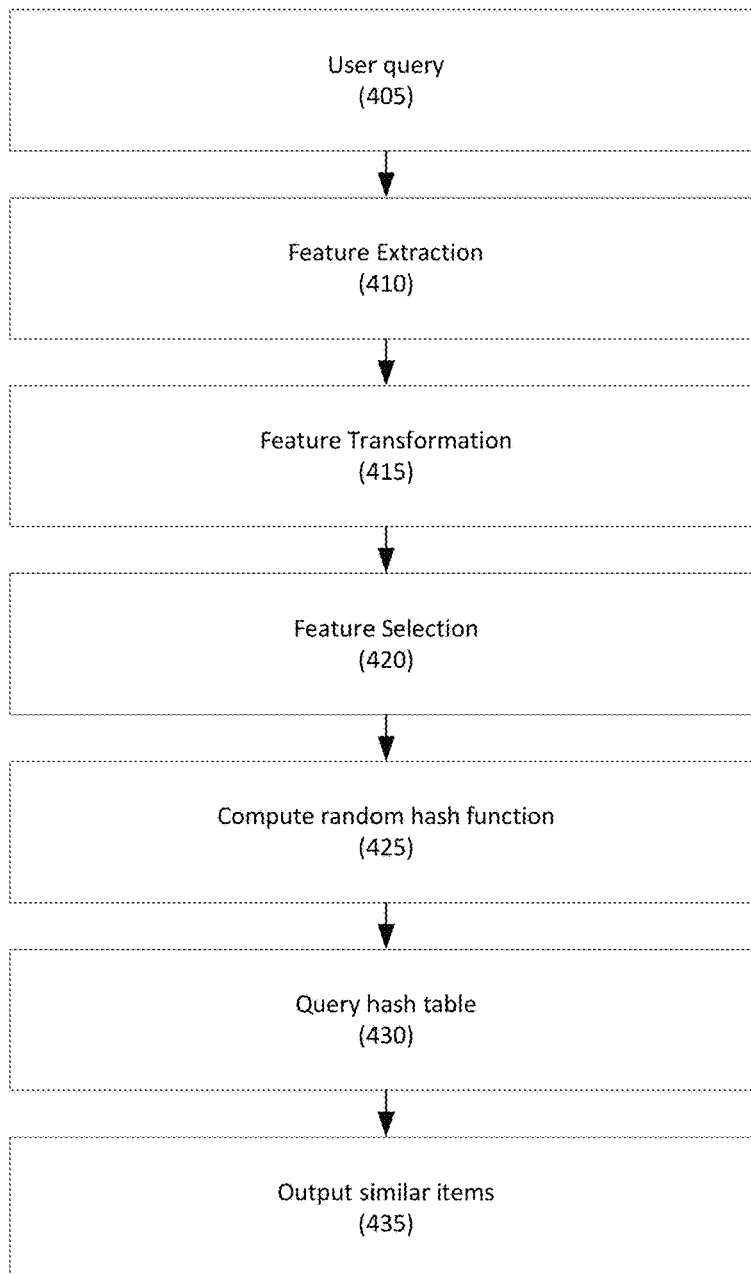 User query
(405)
Feature Extraction
(410)
Feature Transformation
(415)
Feature Selection
(420)
Compute random hash function
(425)
Query hash table
(430)
Output similar items
(435)